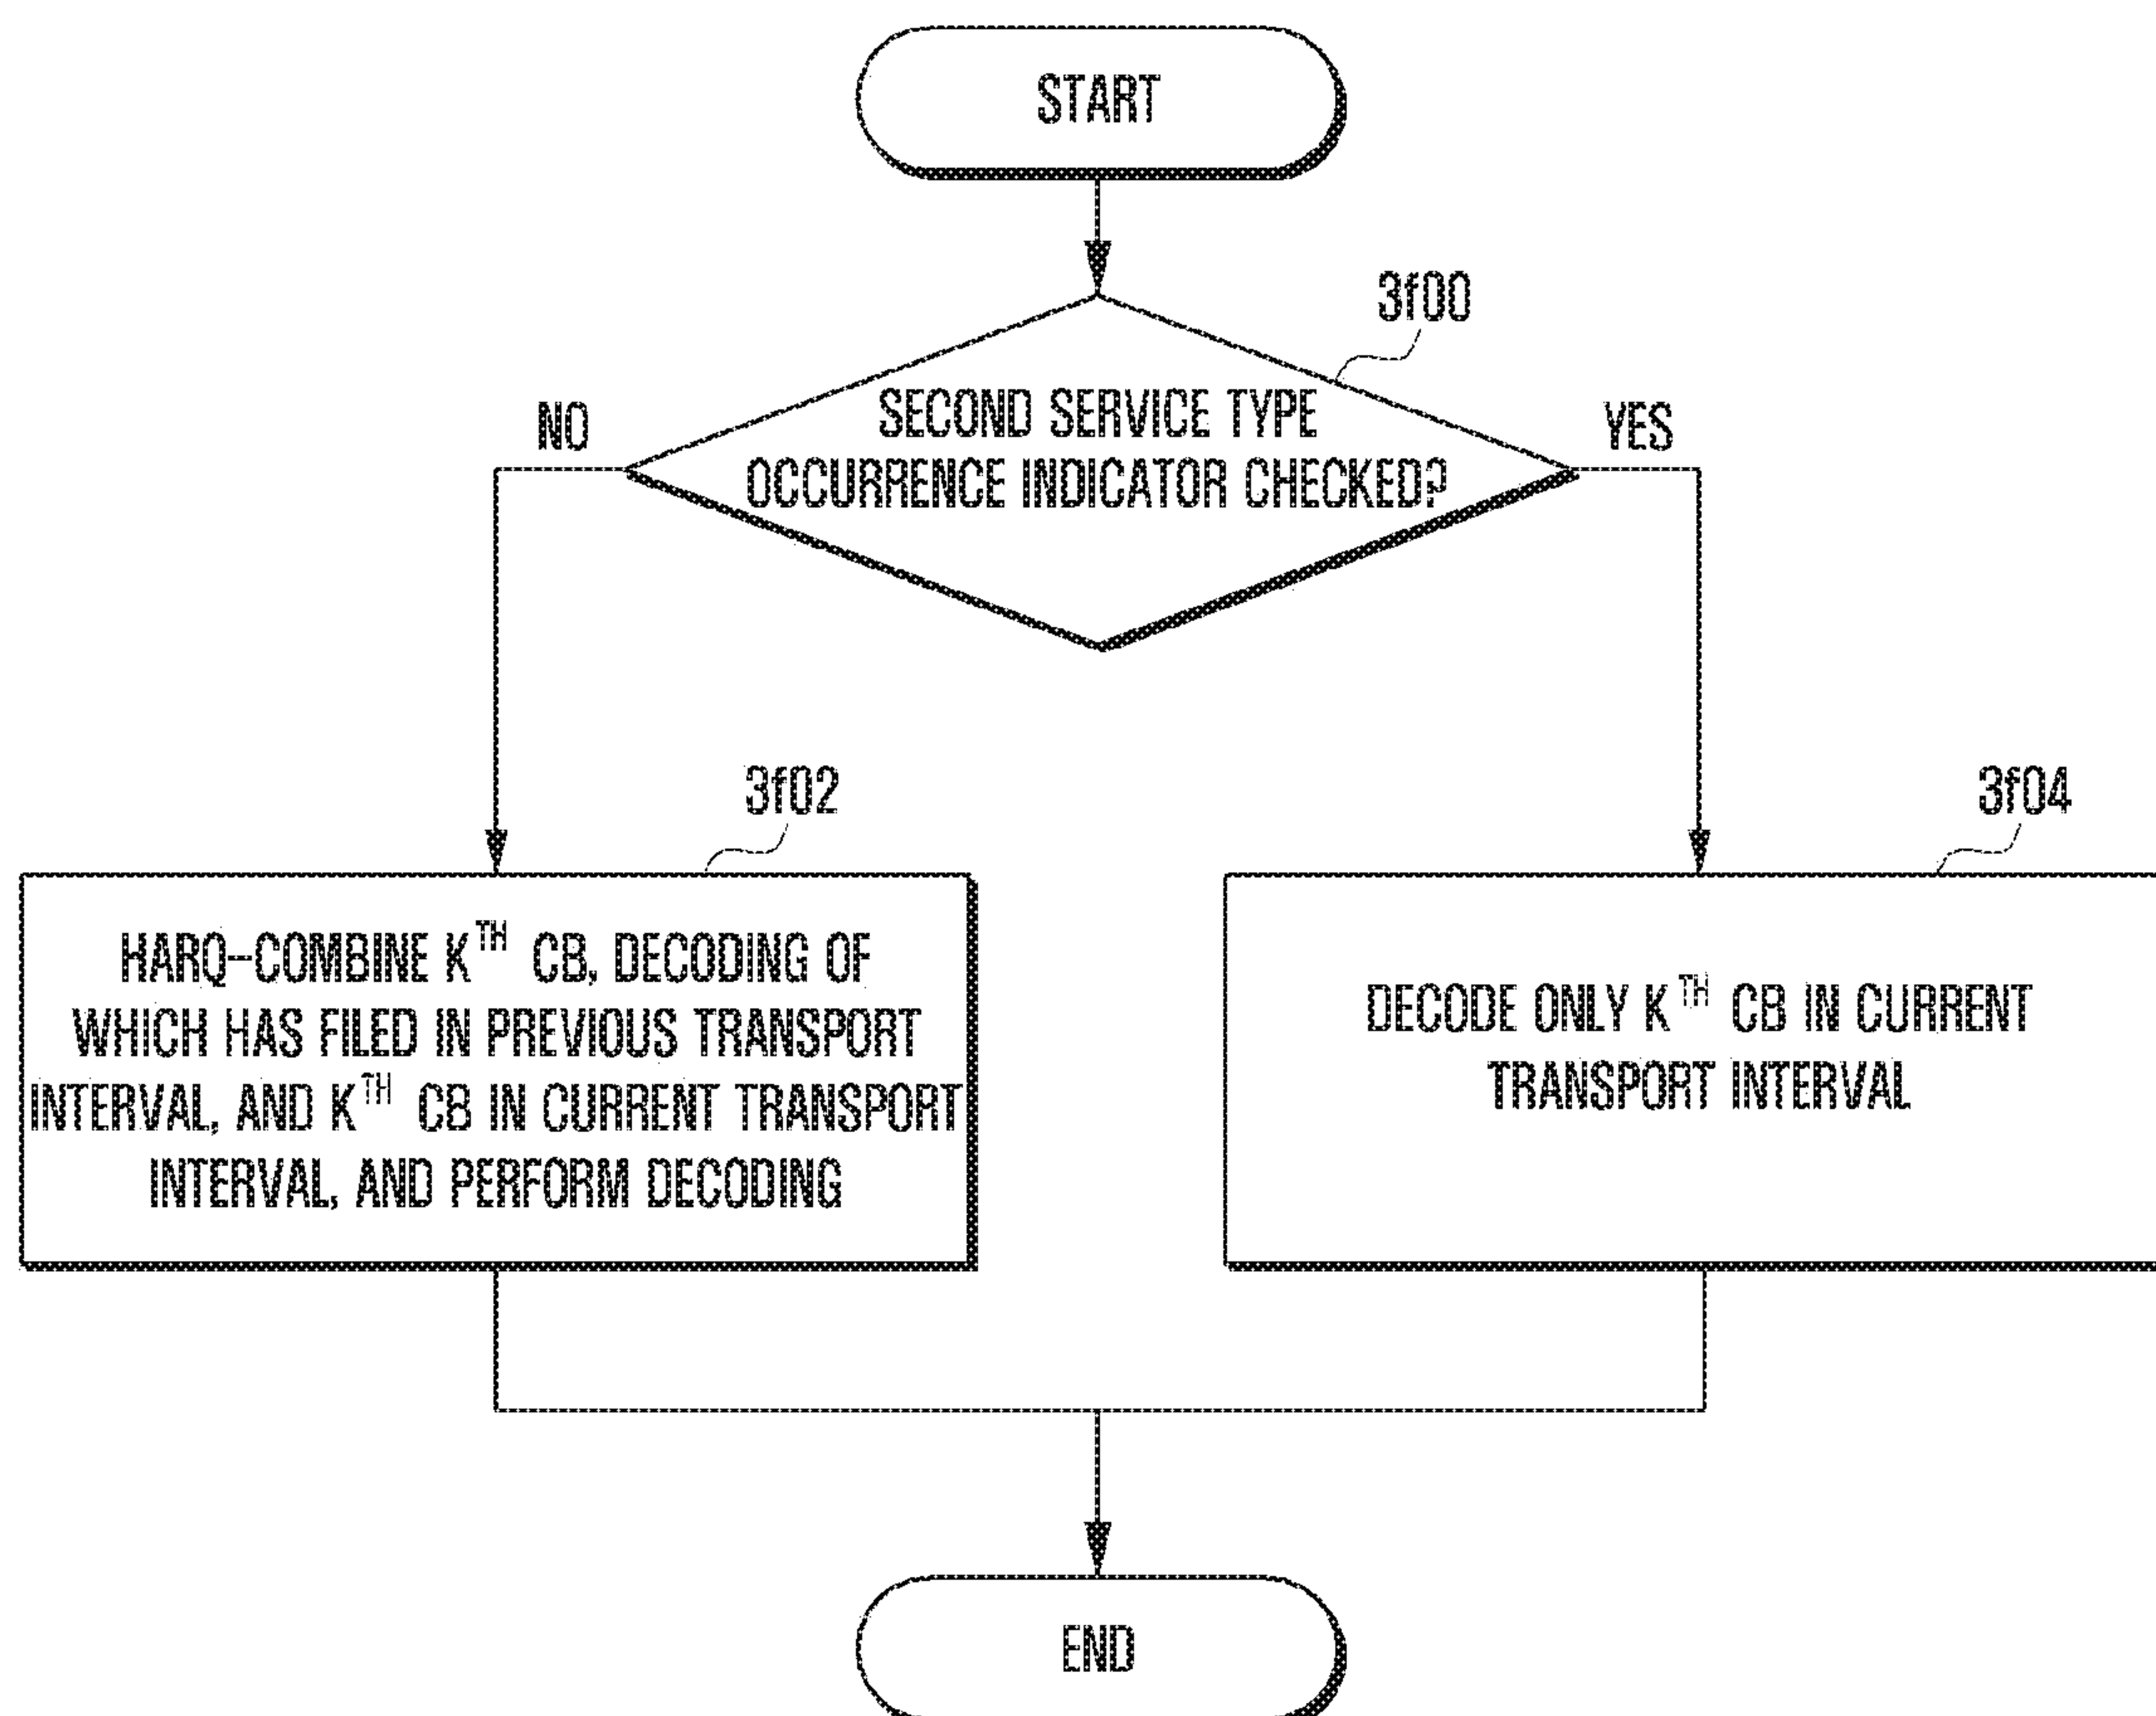 START
3f00
NO
YES
SECOND SERVICE TYPE
OCCURRENCE INDICATOR CHECKED?
3f02
3f04
HARQ-COMBINE K^TH CB, DECODING OF
WHICH HAS FILED IN PREVIOUS TRANSPORT
INTERVAL, AND K^TH CB IN CURRENT TRANSPORT
INTERVAL, AND PERFORM DECODING
DECODE ONLY K^TH CB IN CURRENT
TRANSPORT INTERVAL
END